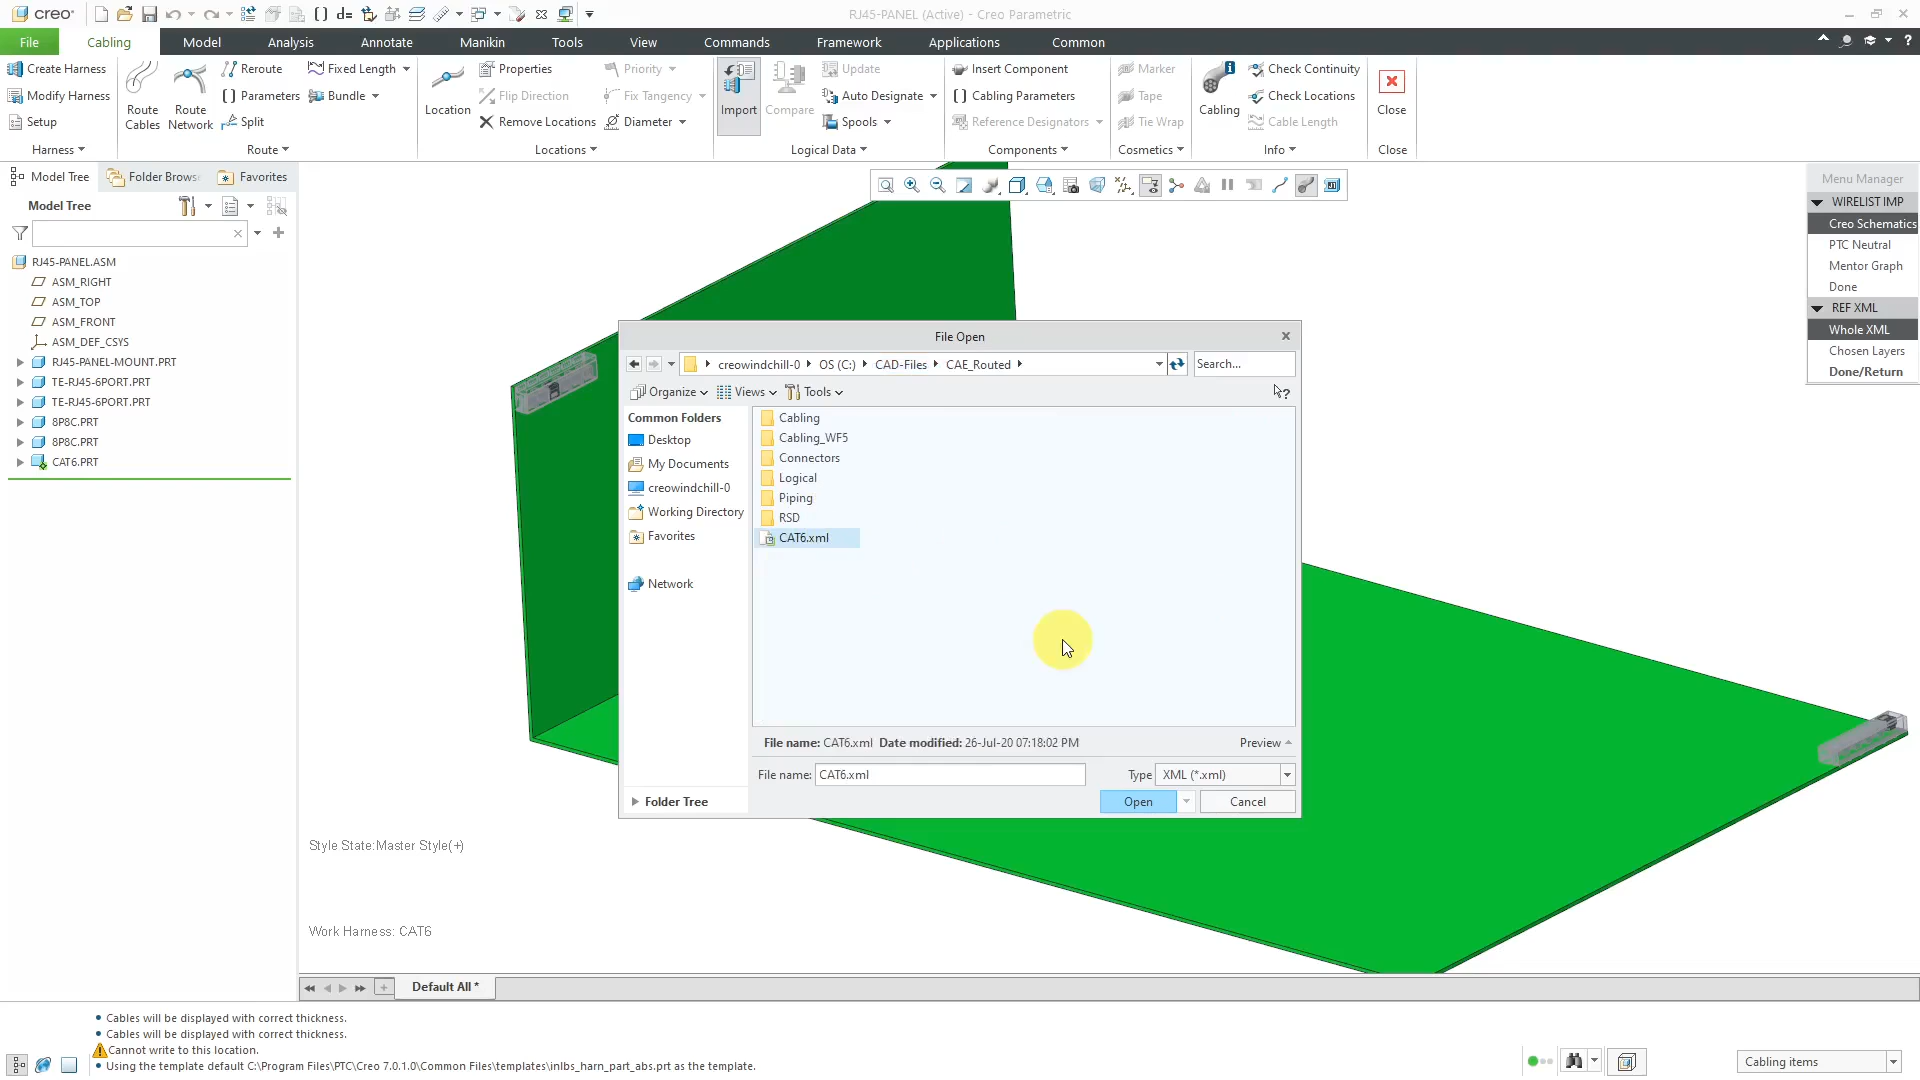 creo° [] d= RJ45-PANEL (Active) - Creo Parametric
File Cabling Model Analysis Annotate Manikin Tools View Commands Framework Applications Common ?
Create Harness
Modify Harness
Setup
Harness
Route Cables
Route Network
Reroute
Parameters
Split
Fixed Length
Bundle
Route
Location
Properties
Flip Direction
Remove Locations
Priority
Fix Tangency
Diameter
Locations
Import
Compare
Update
Auto Designate
Spools
Logical Data
Insert Component
Cabling Parameters
Reference Designators
Components
Marker
Tape
Tie Wrap
Cosmetics
Cabling
Check Continuity
Check Locations
Cable Length
Info
Close
Close
Model Tree Folder Brows Favorites
Model Tree
RJ45-PANEL.ASM
ASM_RIGHT
ASM_TOP
ASM_FRONT
ASM_DEF_CSYS
RJ45-PANEL-MOUNT.PRT
TE-RJ45-6PORT.PRT
TE-RJ45-6PORT.PRT
8P8C.PRT
8P8C.PRT
CAT6.PRT
Menu Manager
WIRELIST IMP
Creo Schematics
PTC Neutral
Mentor Graph
Done
REF XML
Whole XML
Chosen Layers
Done/Return
File Open
creowindchill-0 OS (C:) CAD-Files CAE_Routed Search...
Organize Views Tools ?
Common Folders
Desktop
My Documents
creowindchill-0
Working Directory
Favorites
Network
Folder Tree
Cabling
Cabling_WF5
Connectors
Logical
Piping
RSD
CAT6.xml
File name: CAT6.xml Date modified: 26-Jul-20 07:18:02 PM Preview
File name: CAT6.xml Type XML (*.xml)
Open Cancel
Style State:Master Style(+)
Work Harness: CAT6
Default All *
• Cables will be displayed with correct thickness.
• Cables will be displayed with correct thickness.
Cannot write to this location.
• Using the template default C:\Program Files\PTC\Creo 7.0.1.0\Common Files\templates\inlbs_harn_part_abs.prt as the template.
Cabling items